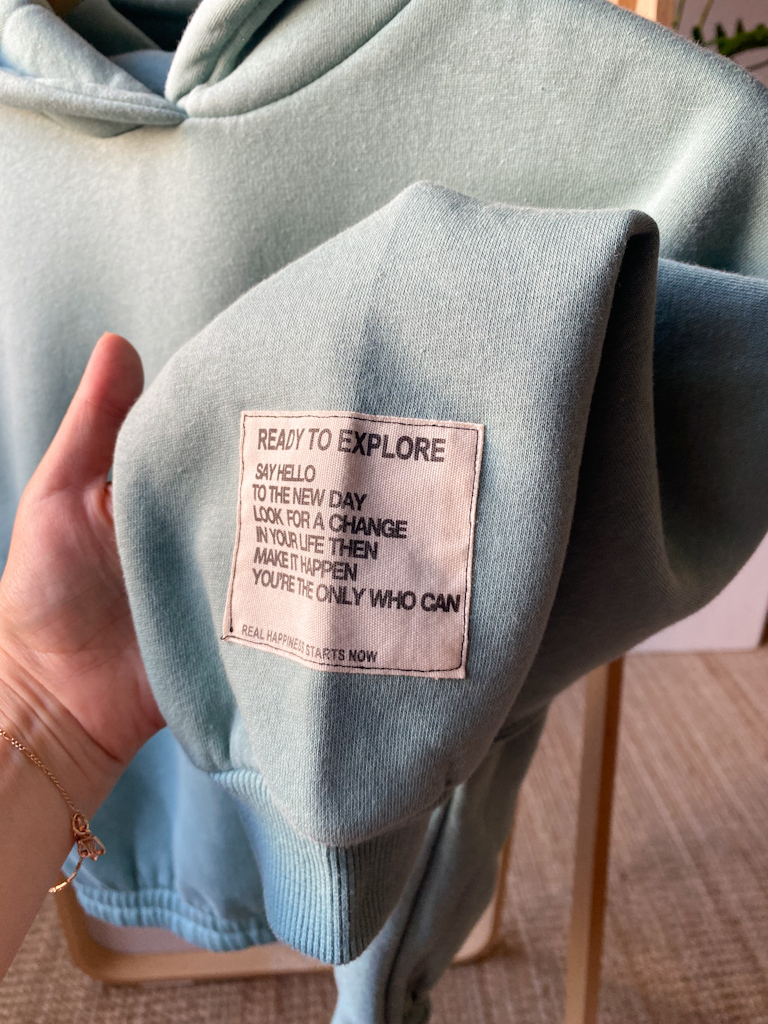 READY TO EXPLORE
SAY HELLO
TO THE NEW DAY
LOOK FOR A CHANGE
IN YOUR LIFE THEN
MAKE IT HAPPEN
YOU'RE THE ONLY WHO CAN
REAL HAPPINESS STARTS NOW